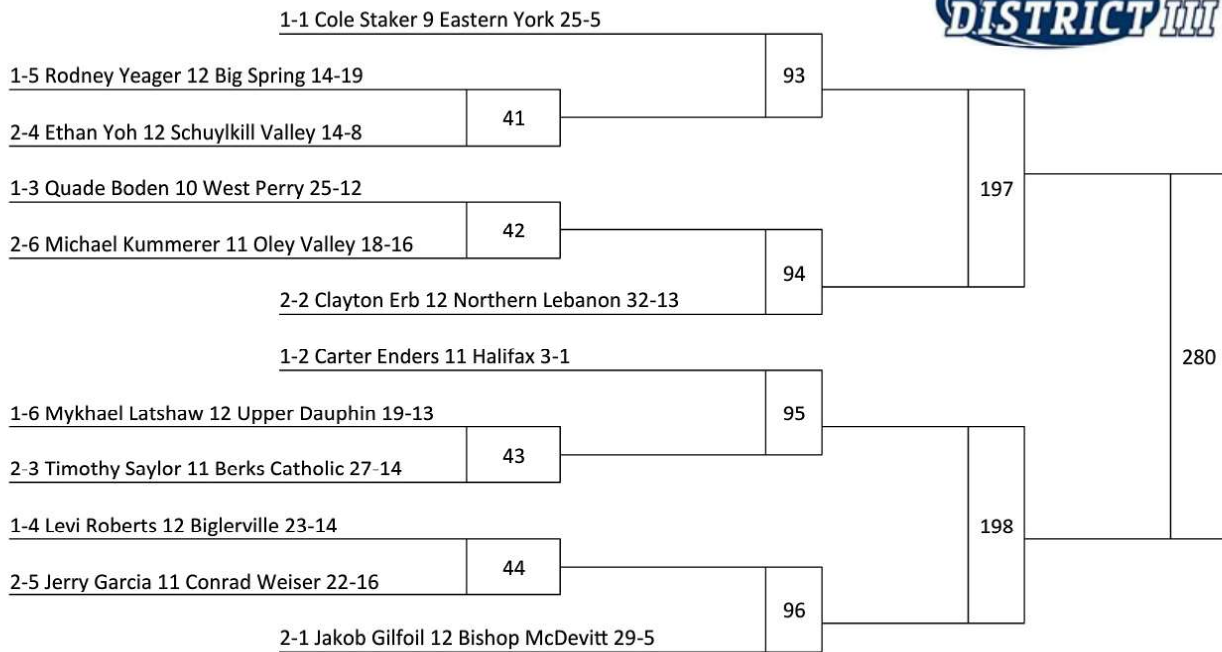 1-1 Cole Staker 9 Eastern York 25-5
DISTRICT III
93
1-5 Rodney Yeager 12 Big Spring 14-19
41
2-4 Ethan Yoh 12 Schuylkill Valley 14-8
1-3 Quade Boden 10 West Perry 25-12
197
42
2-6 Michael Kummerer 11 Oley Valley 18-16
94
2-2 Clayton Erb 12 Northern Lebanon 32-13
1-2 Carter Enders 11 Halifax 3-1
280
1-6 Mykhael Latshaw 12 Upper Dauphin 19-13
95
43
2-3 Timothy Saylor 11 Berks Catholic 27-14
1-4 Levi Roberts 12 Biglerville 23-14
198
44
2-5 Jerry Garcia 11 Conrad Weiser 22-16
96
2-1 Jakob Gilfoil 12 Bishop McDevitt 29-5